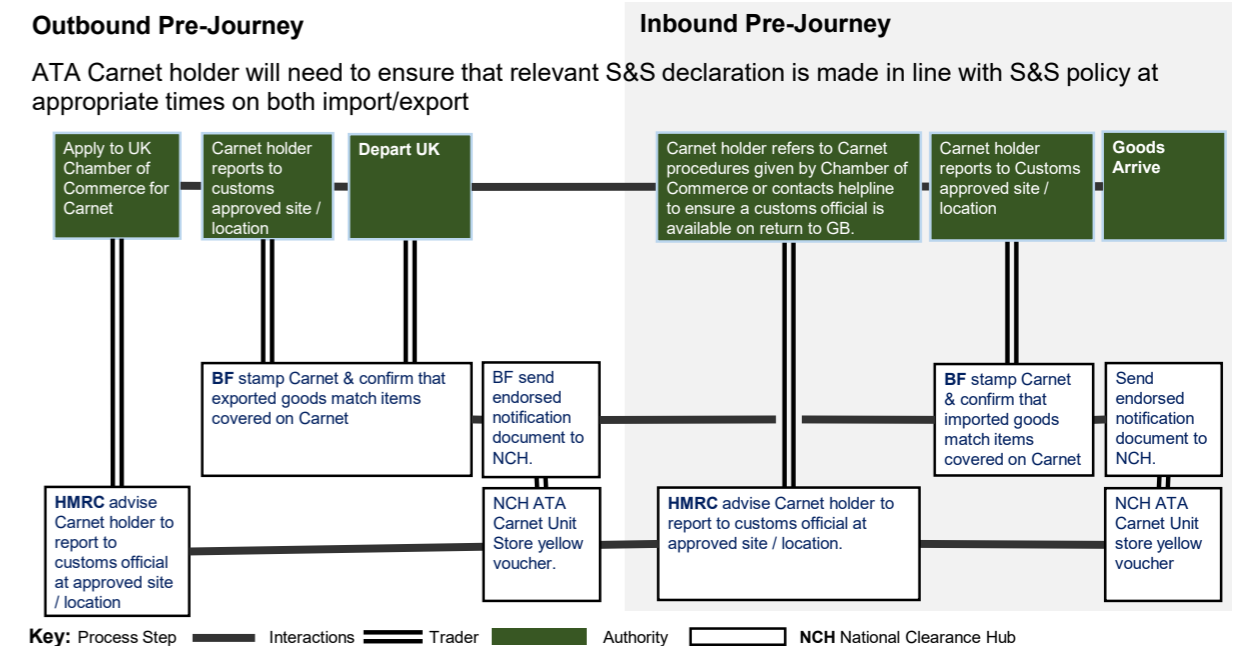 Outbound Pre-Journey
Inbound Pre-Journey
ATA Carnet holder will need to ensure that relevant S&S declaration is made in line with S&S policy at
appropriate times on both import/export
Apply to UK
Chamber of
Commerce for
Carnet
Carnet holder
reports to
customs
approved site /
location
Depart UK
Carnet holder refers to Carnet
procedures given by Chamber of
Commerce or contacts helpline
to ensure a customs official is
available on return to GB.
Carnet holder
reports to Customs
approved site /
location
Goods
Arrive
BF stamp Carnet & confirm that
exported goods match items
covered on Carnet
BF send
endorsed
notification
document to
NCH.
BF stamp Carnet
& confirm that
imported goods
match items
covered on Carnet
Send
endorsed
notification
document to
NCH.
HMRC advise
Carnet holder to
report to
customs official
at approved site
/ location
NCH ATA
Carnet Unit
Store yellow
voucher.
HMRC advise Carnet holder to
report to customs official at
approved site / location.
NCH ATA
Carnet Unit
store yellow
voucher
Key: Process Step Interactions Trader Authority NCH National Clearance Hub